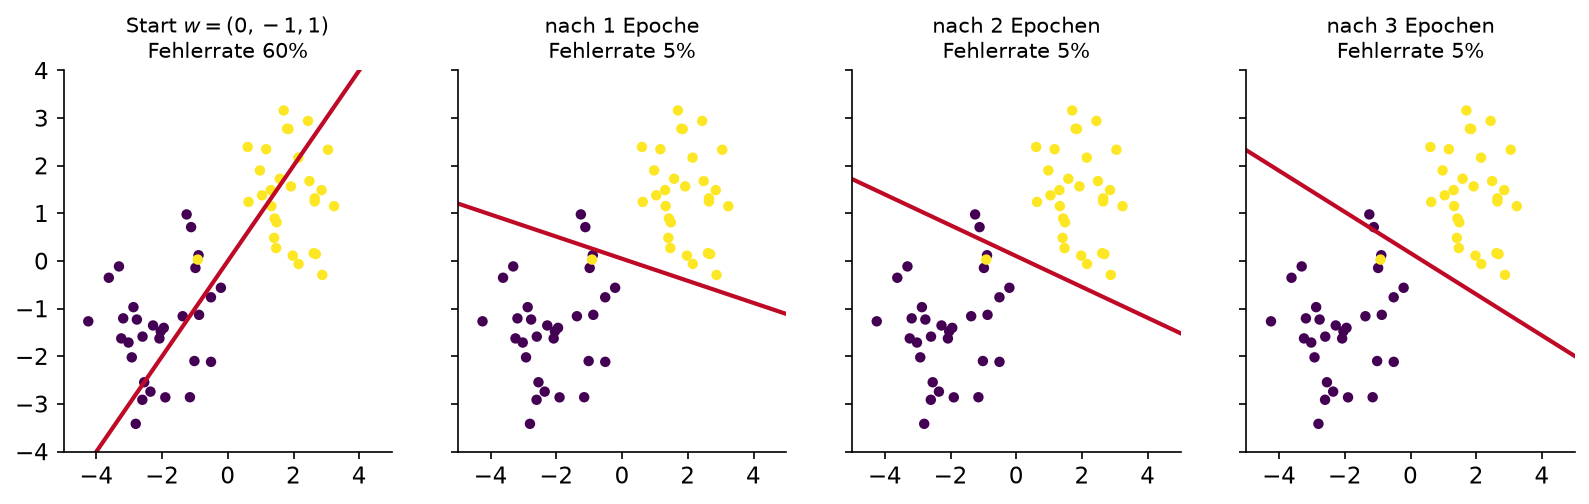 Start w = (0, −1, 1)
Fehlerrate 60%
nach 1 Epoche
Fehlerrate 5%
nach 2 Epochen
Fehlerrate 5%
nach 3 Epochen
Fehlerrate 5%
4
3
2
1
0
−1
−2
−3
−4
−4 −2 0 2 4
−4 −2 0 2 4
−4 −2 0 2 4
−4 −2 0 2 4